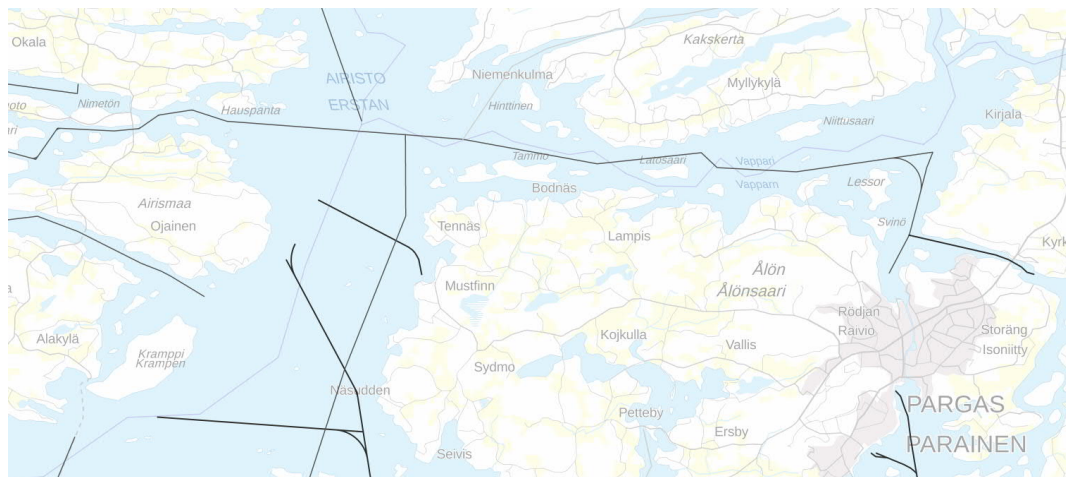 Okala
Kakskerta
AIRISTO
Niemenkulma
Myllykylä
Nimetön
ERSTAN
Hinttinen
Hauspanta
Niittusaari
Kirjala
Tammo
Latosaari
Vappari
Vapparn
Bodnäs
Lessor
Airismaa
Ojainen
Tennäs
Svinö
Lampis
Kyrk
Ålön
Ålönsaari
Mustfinn
Rödjan
Raivio
Storäng
Isoniitty
Kojkulla
Vallis
Alakylä
Kramppi
Krampen
Sydmo
Näsudden
PARGAS
Petteby
Ersby
PARAINEN
Seivis